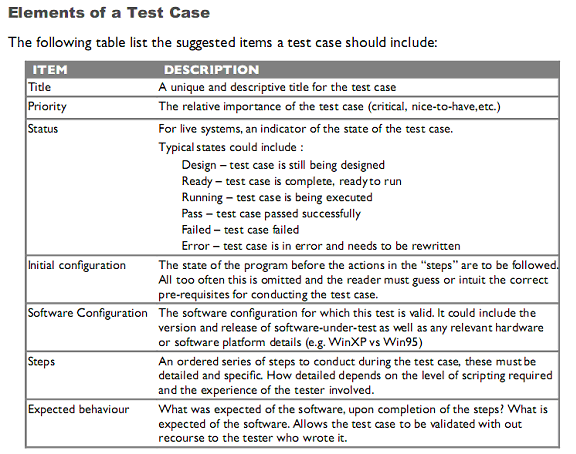 Elements of a Test Case
The following table list the suggested items a test case should include:
ITEM DESCRIPTION
Title A unique and descriptive title for the test case
Priority The relative importance of the test case (critical, nice-to-have,etc.)
Status For live systems, an indicator of the state of the test case.
Typical states could include :
Design – test case is still being designed
Ready – test case is complete, ready to run
Running – test case is being executed
Pass – test case passed successfully
Failed – test case failed
Error – test case is in error and needs to be rewritten
Initial configuration The state of the program before the actions in the “steps” are to be followed.
All too often this is omitted and the reader must guess or intuit the correct
pre-requisites for conducting the test case.
Software Configuration The software configuration for which this test is valid. It could include the
version and release of software-under-test as well as any relevant hardware
or software platform details (e.g. WinXP vs Win95)
Steps An ordered series of steps to conduct during the test case, these must be
detailed and specific. How detailed depends on the level of scripting required
and the experience of the tester involved.
Expected behaviour What was expected of the software, upon completion of the steps? What is
expected of the software. Allows the test case to be validated with out
recourse to the tester who wrote it.